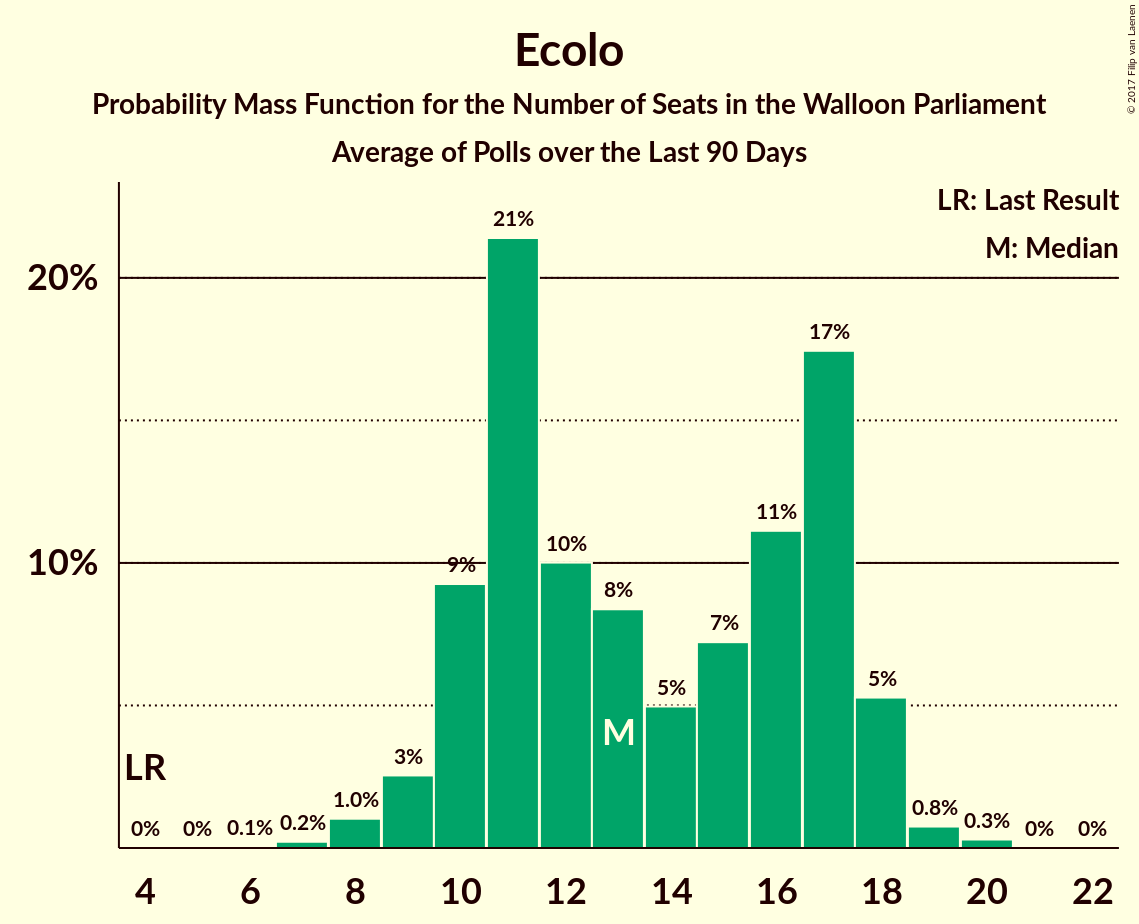 Ecolo
Probability Mass Function for the Number of Seats in the Walloon Parliament
Average of Polls over the Last 90 Days
© 2017 Filip van Laenen
LR: Last Result
M: Median
20%
10%
0% 0% 0.1% 0.2% 1.0% 3% 9% 21% 10% 8% 5% 7% 11% 17% 5% 0.8% 0.3% 0% 0%
LR
M
4 6 8 10 12 14 16 18 20 22